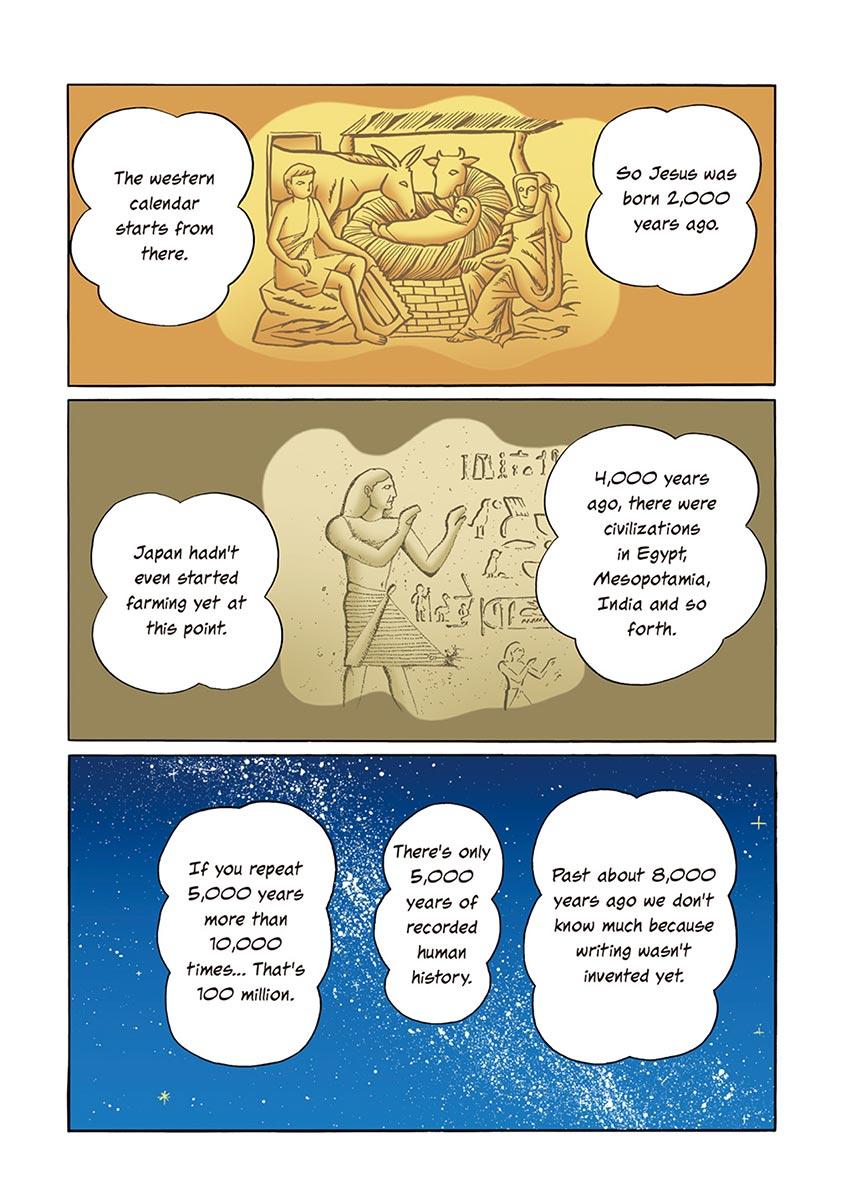 So Jesus was
born 2,000
years ago.
The western
calendar
starts from
there.
4,000 years
ago, there were
civilizations
in Egypt,
Mesopotamia,
India and so
forth.
Japan hadn't
even started
farming yet at
this point.
Past about 8,000
years ago we don't
know much because
writing wasn't
invented yet.
There's only
5,000
years of
recorded
human
history.
If you repeat
5,000 years
more than
10,000
times... That's
100 million.